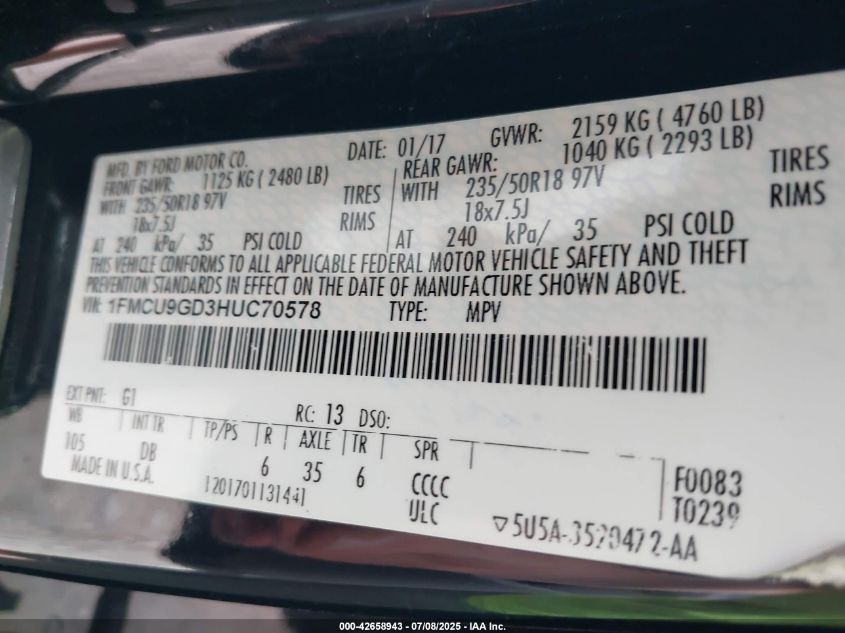 MFD. BY FORD MOTOR CO. DATE: 01/17 GVWR: 2159 KG ( 4760 LB)
FRONT GAWR: 1125 KG ( 2480 LB) REAR GAWR: 1040 KG ( 2293 LB)
WITH 235/50R18 97V TIRES WITH 235/50R18 97V TIRES
18x7.5J RIMS 18x7.5J RIMS
AT 240 kPa/ 35 PSI COLD AT 240 kPa/ 35 PSI COLD
THIS VEHICLE CONFORMS TO ALL APPLICABLE FEDERAL MOTOR VEHICLE SAFETY AND THEFT
PREVENTION STANDARDS IN EFFECT ON THE DATE OF MANUFACTURE SHOWN ABOVE.
VIN: 1FMCU9GD3HUC70578 TYPE: MPV
EXT PNT: G1 RC: 13 DSO:
WB INT TR TP/PS R AXLE TR SPR
105 DB 6 35 6 CCCC F0083
MADE IN U.S.A. 1201701131441 ULC T0239
5U5A-3520472-AA
000-42658943 - 07/08/2025 - IAA Inc.